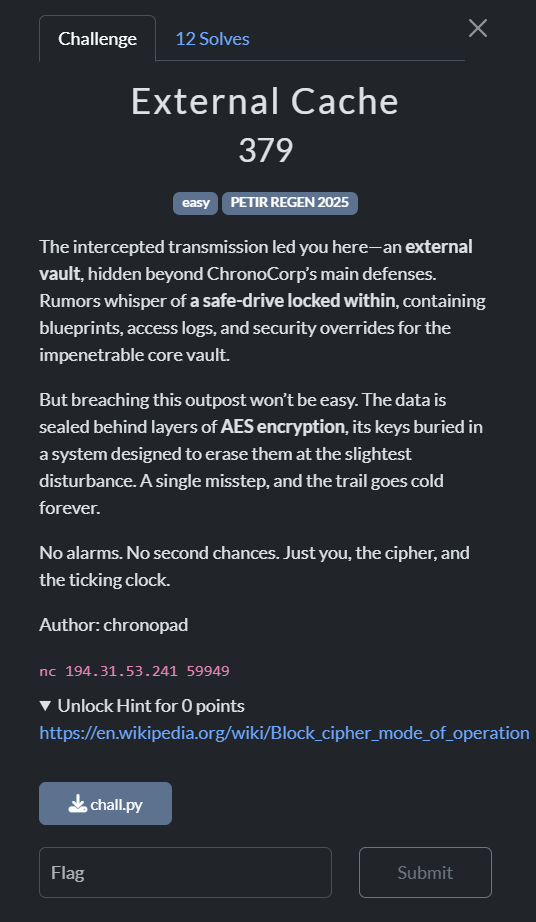 Challenge
12 Solves
External Cache
379
easy
PETIR REGEN 2025
The intercepted transmission led you here—an external
vault, hidden beyond ChronoCorp’s main defenses.
Rumors whisper of a safe-drive locked within, containing
blueprints, access logs, and security overrides for the
impenetrable core vault.
But breaching this outpost won’t be easy. The data is
sealed behind layers of AES encryption, its keys buried in
a system designed to erase them at the slightest
disturbance. A single misstep, and the trail goes cold
forever.
No alarms. No second chances. Just you, the cipher, and
the ticking clock.
Author: chronopad
nc 194.31.53.241 59949
▼ Unlock Hint for 0 points
https://en.wikipedia.org/wiki/Block_cipher_mode_of_operation
chall.py
Flag
Submit